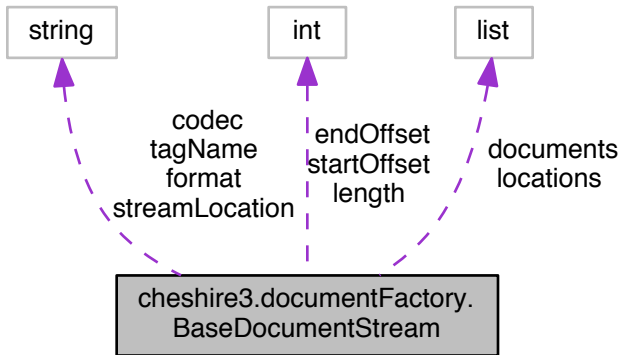 string
int
list
codec
tagName
format
streamLocation
endOffset
startOffset
length
documents
locations
cheshire3.documentFactory.
BaseDocumentStream